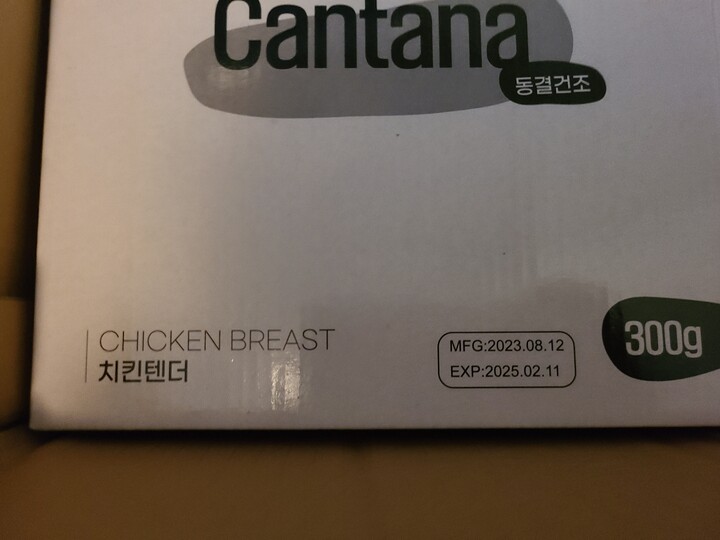 Cantana
동결건조
CHICKEN BREAST
치킨텐더
MFG:2023.08.12
EXP:2025.02.11
300g